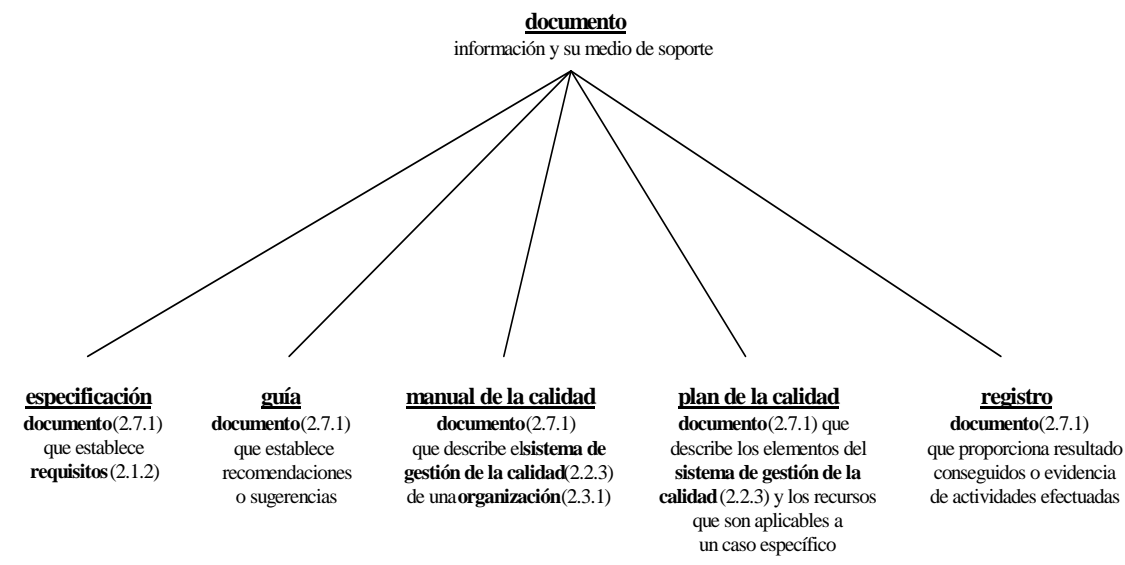 documento
información y su medio de soporte
especificación
documento(2.7.1)
que establece
requisitos(2.1.2)
guía
documento(2.7.1)
que establece
recomendaciones
o sugerencias
manual de la calidad
documento(2.7.1)
que describe elsistema de
gestión de la calidad(2.2.3)
de unaorganización(2.3.1)
plan de la calidad
documento(2.7.1) que
describe los elementos del
sistema de gestión de la
calidad(2.2.3) y los recursos
que son aplicables a
un caso específico
registro
documento(2.7.1)
que proporciona resultado
conseguidos o evidencia
de actividades efectuadas